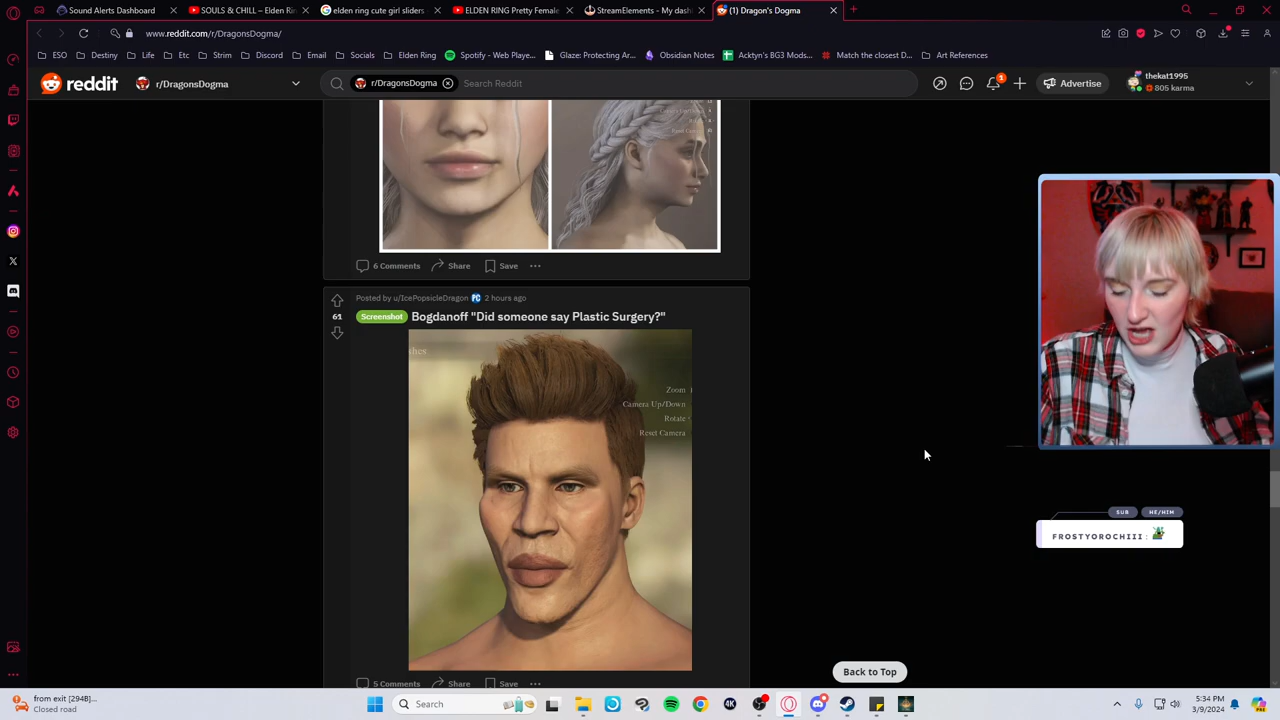 Sound Alerts Dashboard
SOULS & CHILL – Elden Rin
elden ring cute girl sliders
ELDEN RING Pretty Female
StreamElements - My dash
(1) Dragon's Dogma
www.reddit.com/r/DragonsDogma/
ESO
Destiny
Etc
Strim
Discord
Email
Socials
Elden Ring
Spotify - Web Playe...
Glaze: Protecting Ar...
Obsidian Notes
Acktyn's BG3 Mods...
Match the closest D...
Art References
reddit
r/DragonsDogma
r/DragonsDogma
Search Reddit
1
Advertise
thekat1995
805 karma
6 Comments
Share
Save
Posted by u/IcePopsicleDragon PC 2 hours ago
61
Screenshot
Bogdanoff "Did someone say Plastic Surgery?"
thes
Zoom
Camera Up/Down
Rotate
Reset Camera
SUB
HE/HIM
FROSTYOROCHIII :
Back to Top
5 Comments
Share
Save
from exit [294B]...
Closed road
Search
5:34 PM
3/9/2024